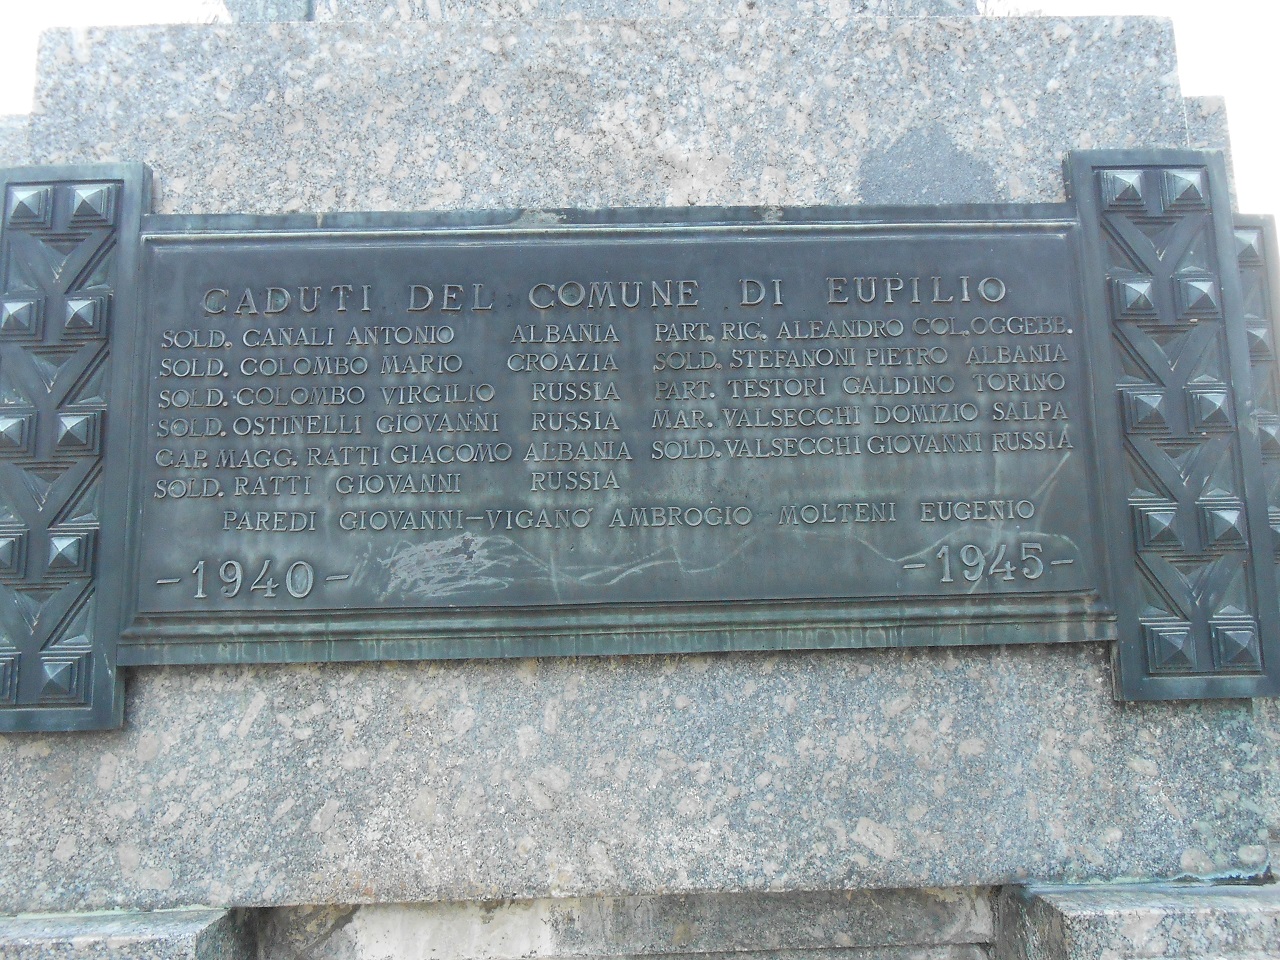 CADUTI DEL COMUNE DI EUPILIO
SOLD. CANALI ANTONIO ALBANIA
SOLD. COLOMBO MARIO CROAZIA
SOLD. COLOMBO VIRGILIO RUSSIA
SOLD. OSTINELLI GIOVANNI RUSSIA
CAP. MAGG. RATTI GIACOMO ALBANIA
SOLD. RATTI GIOVANNI RUSSIA
PART. RIC. ALEANDRO COL. OGGEBB.
SOLD. STEFANONI PIETRO ALBANIA
PART. TESTORI GALDINO TORINO
MAR. VALSECCHI DOMIZIO SALPA
SOLD. VALSECCHI GIOVANNI RUSSIA
PAREDI GIOVANNI-VIGANO' AMBROGIO MOLTENI EUGENIO
-1940- -1945-